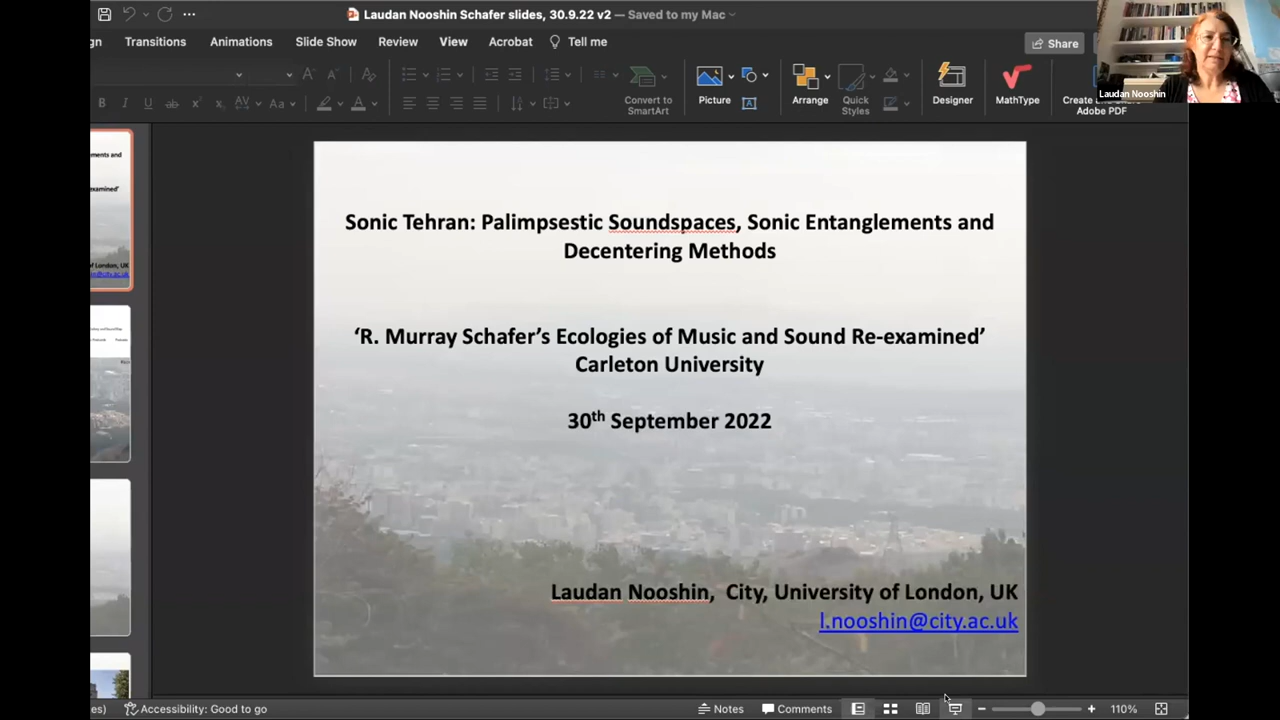 Laudan Nooshin Schafer slides, 30.9.22 v2 — Saved to my Mac
gn Transitions Animations Slide Show Review View Acrobat Tell me
Share
Laudan Nooshin
Convert to SmartArt
Picture
Arrange
Quick Styles
Designer
MathType
Adobe PDF
Sonic Tehran: Palimpsestic Soundspaces, Sonic Entanglements and
Decentering Methods
‘R. Murray Schafer’s Ecologies of Music and Sound Re-examined’
Carleton University
30th September 2022
Laudan Nooshin, City, University of London, UK
l.nooshin@city.ac.uk
es) Accessibility: Good to go
Notes Comments 110%